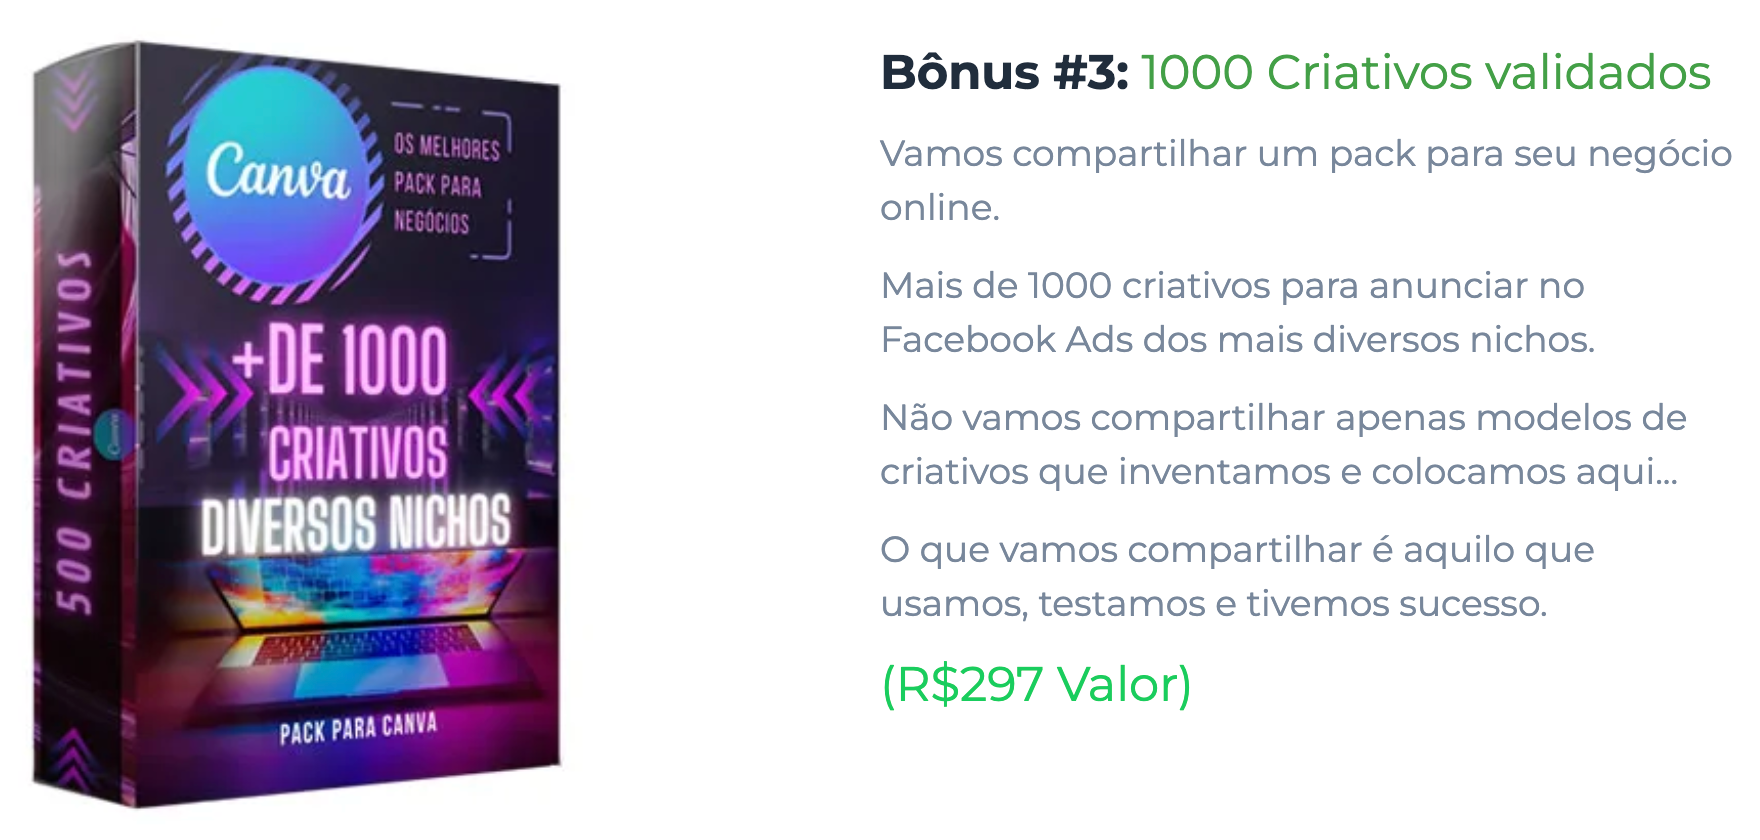 500 CRIATIVOS
Canva
Canva
OS MELHORES
PACK PARA
NEGÓCIOS
+DE 1000
CRIATIVOS
DIVERSOS NICHOS
PACK PARA CANVA
Bônus #3: 1000 Criativos validados
Vamos compartilhar um pack para seu negócio
online.
Mais de 1000 criativos para anunciar no
Facebook Ads dos mais diversos nichos.
Não vamos compartilhar apenas modelos de
criativos que inventamos e colocamos aqui...
O que vamos compartilhar é aquilo que
usamos, testamos e tivemos sucesso.
(R$297 Valor)